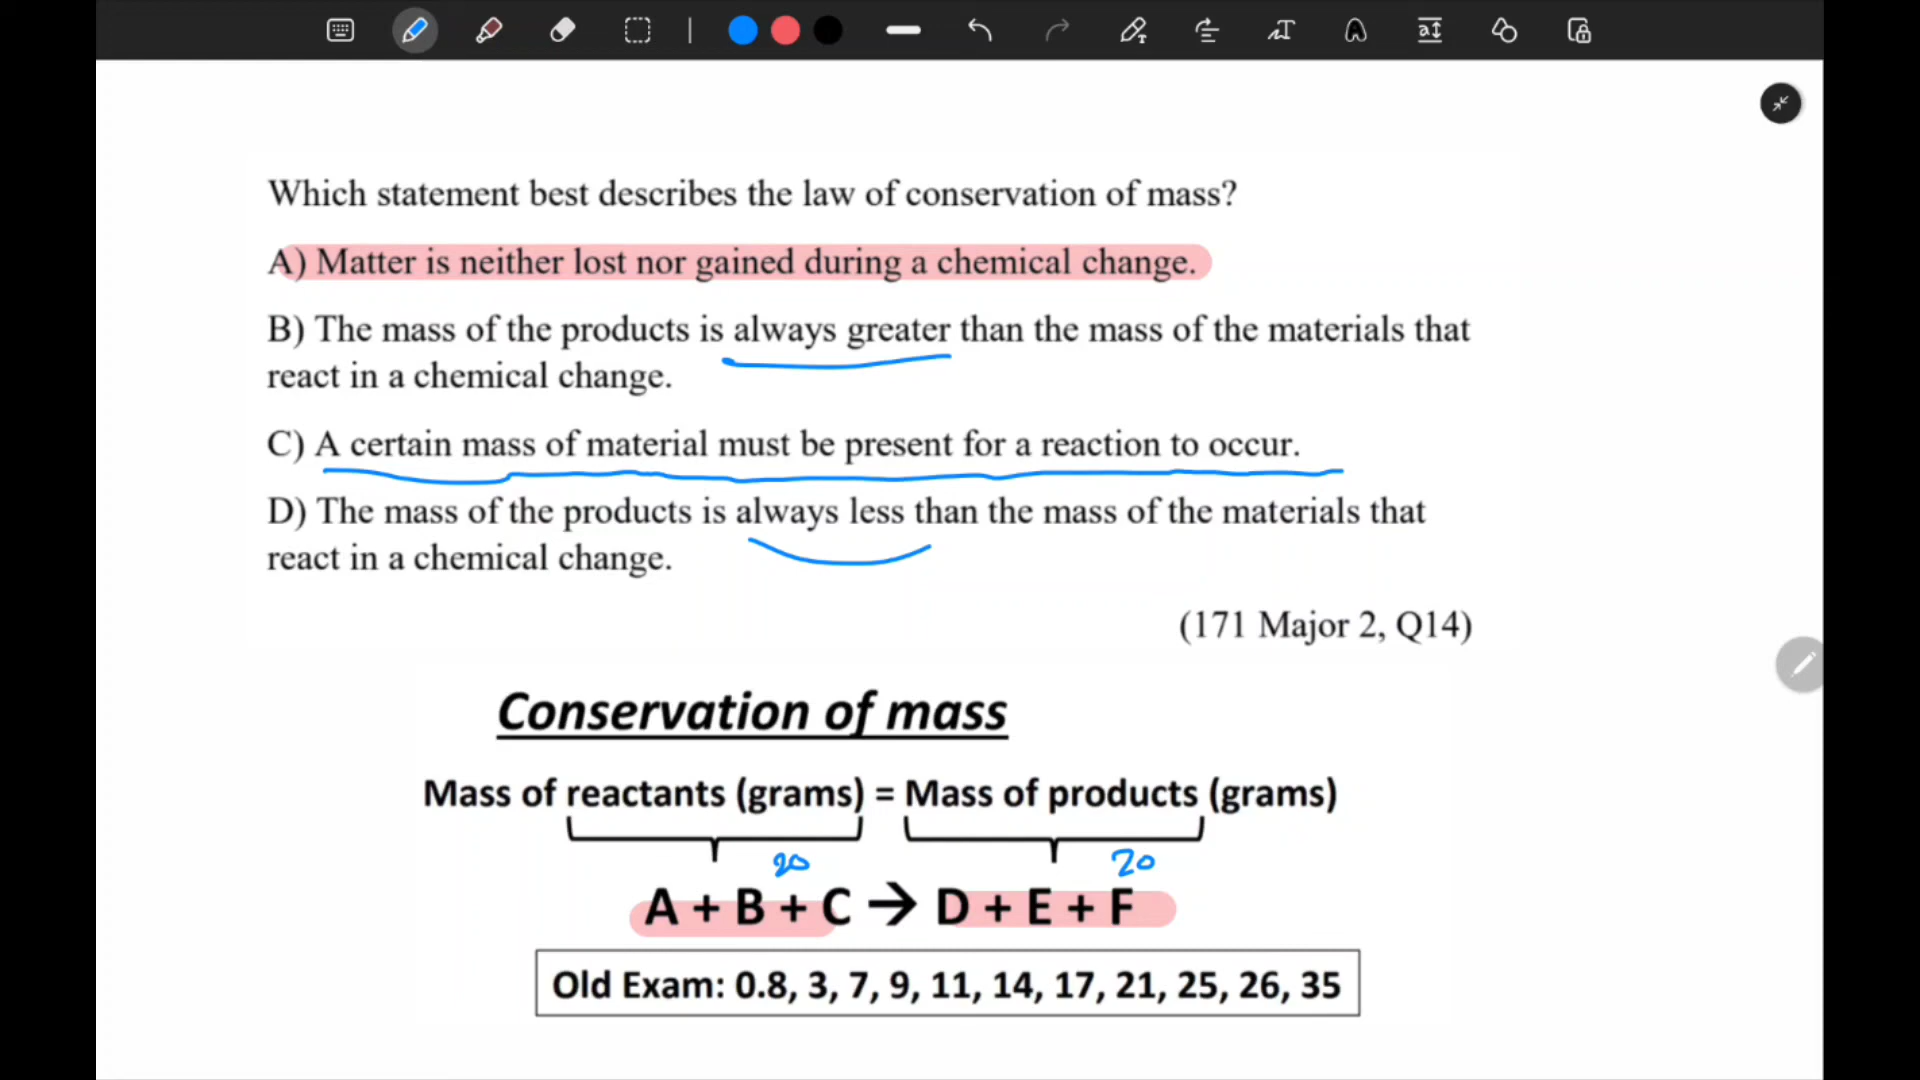 Which statement best describes the law of conservation of mass?
A) Matter is neither lost nor gained during a chemical change.
B) The mass of the products is always greater than the mass of the materials that
react in a chemical change.
C) A certain mass of material must be present for a reaction to occur.
D) The mass of the products is always less than the mass of the materials that
react in a chemical change.
(171 Major 2, Q14)
Conservation of mass
Mass of reactants (grams) = Mass of products (grams)
20 20
A + B + C → D + E + F
Old Exam: 0.8, 3, 7, 9, 11, 14, 17, 21, 25, 26, 35